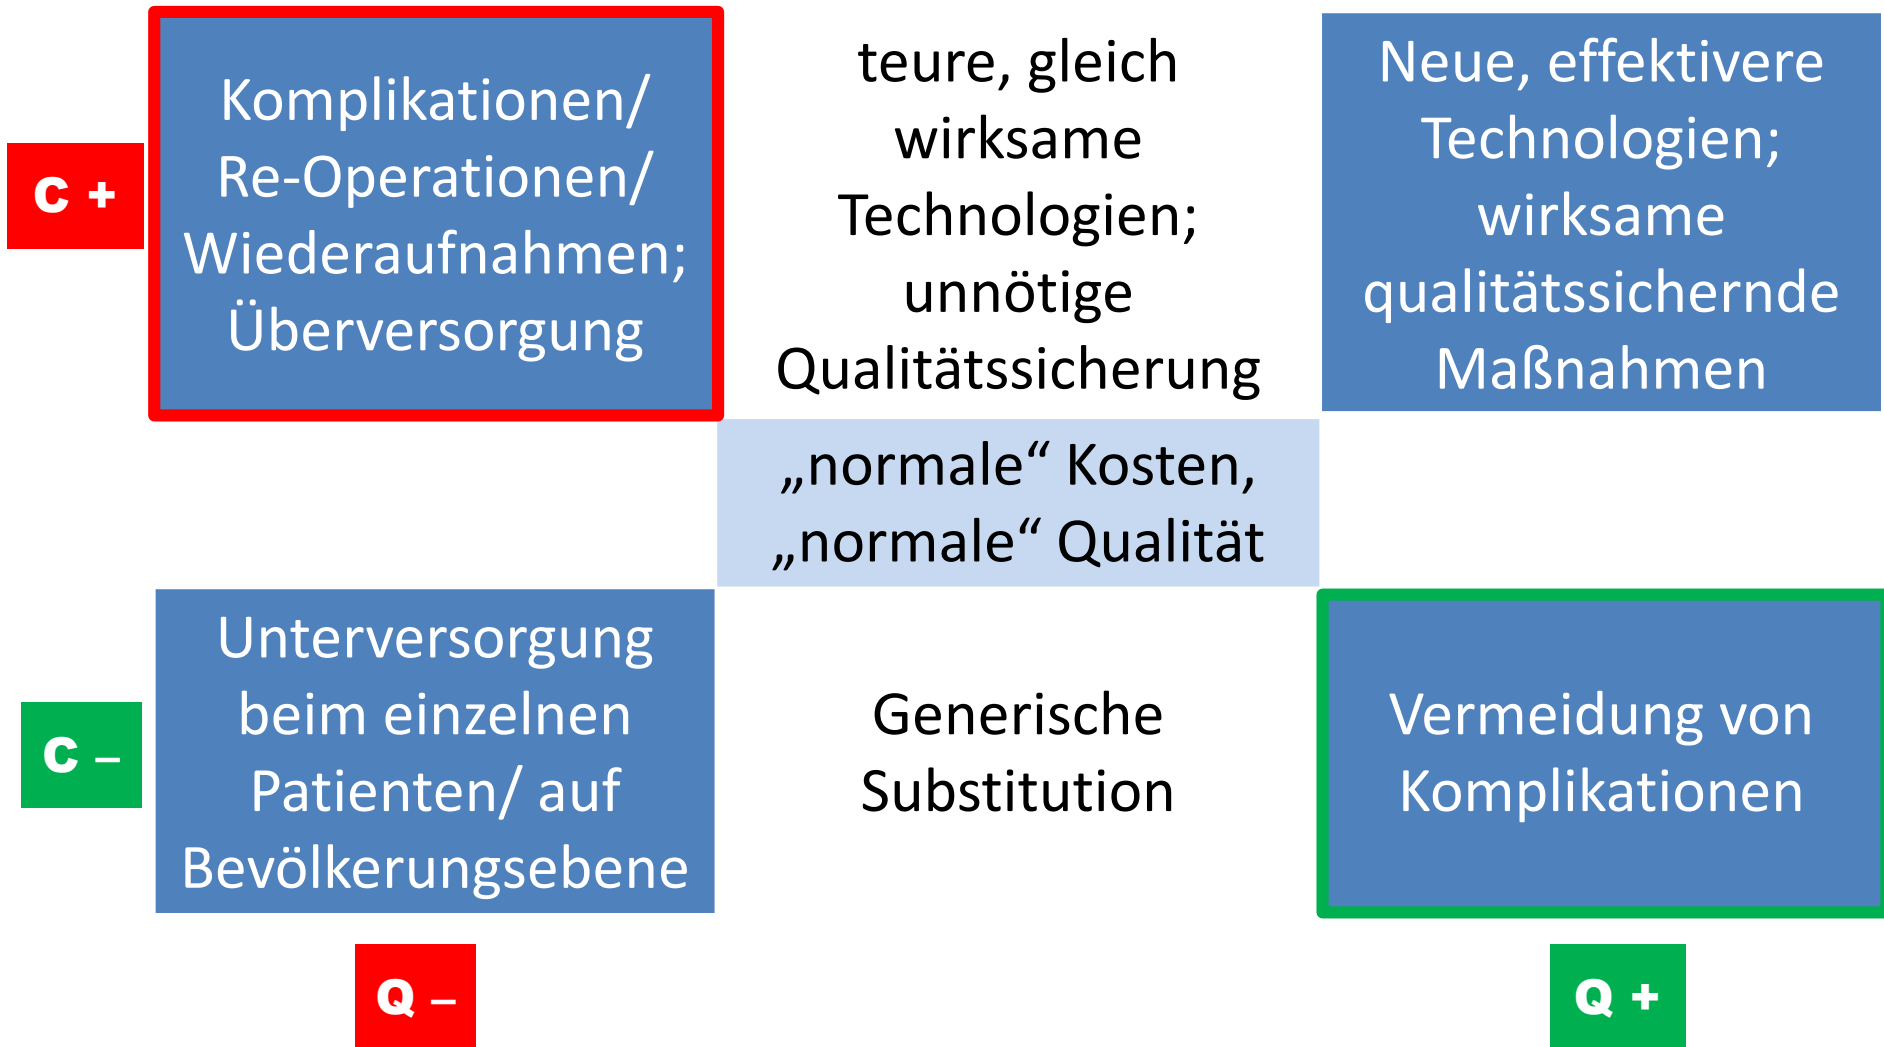 C +
Komplikationen/
Re-Operationen/
Wiederaufnahmen;
Überversorgung
teure, gleich
wirksame
Technologien;
unnötige
Qualitätssicherung
Neue, effektivere
Technologien;
wirksame
qualitätssichernde
Maßnahmen
„normale“ Kosten,
„normale“ Qualität
C –
Unterversorgung
beim einzelnen
Patienten/ auf
Bevölkerungsebene
Generische
Substitution
Vermeidung von
Komplikationen
Q –
Q +